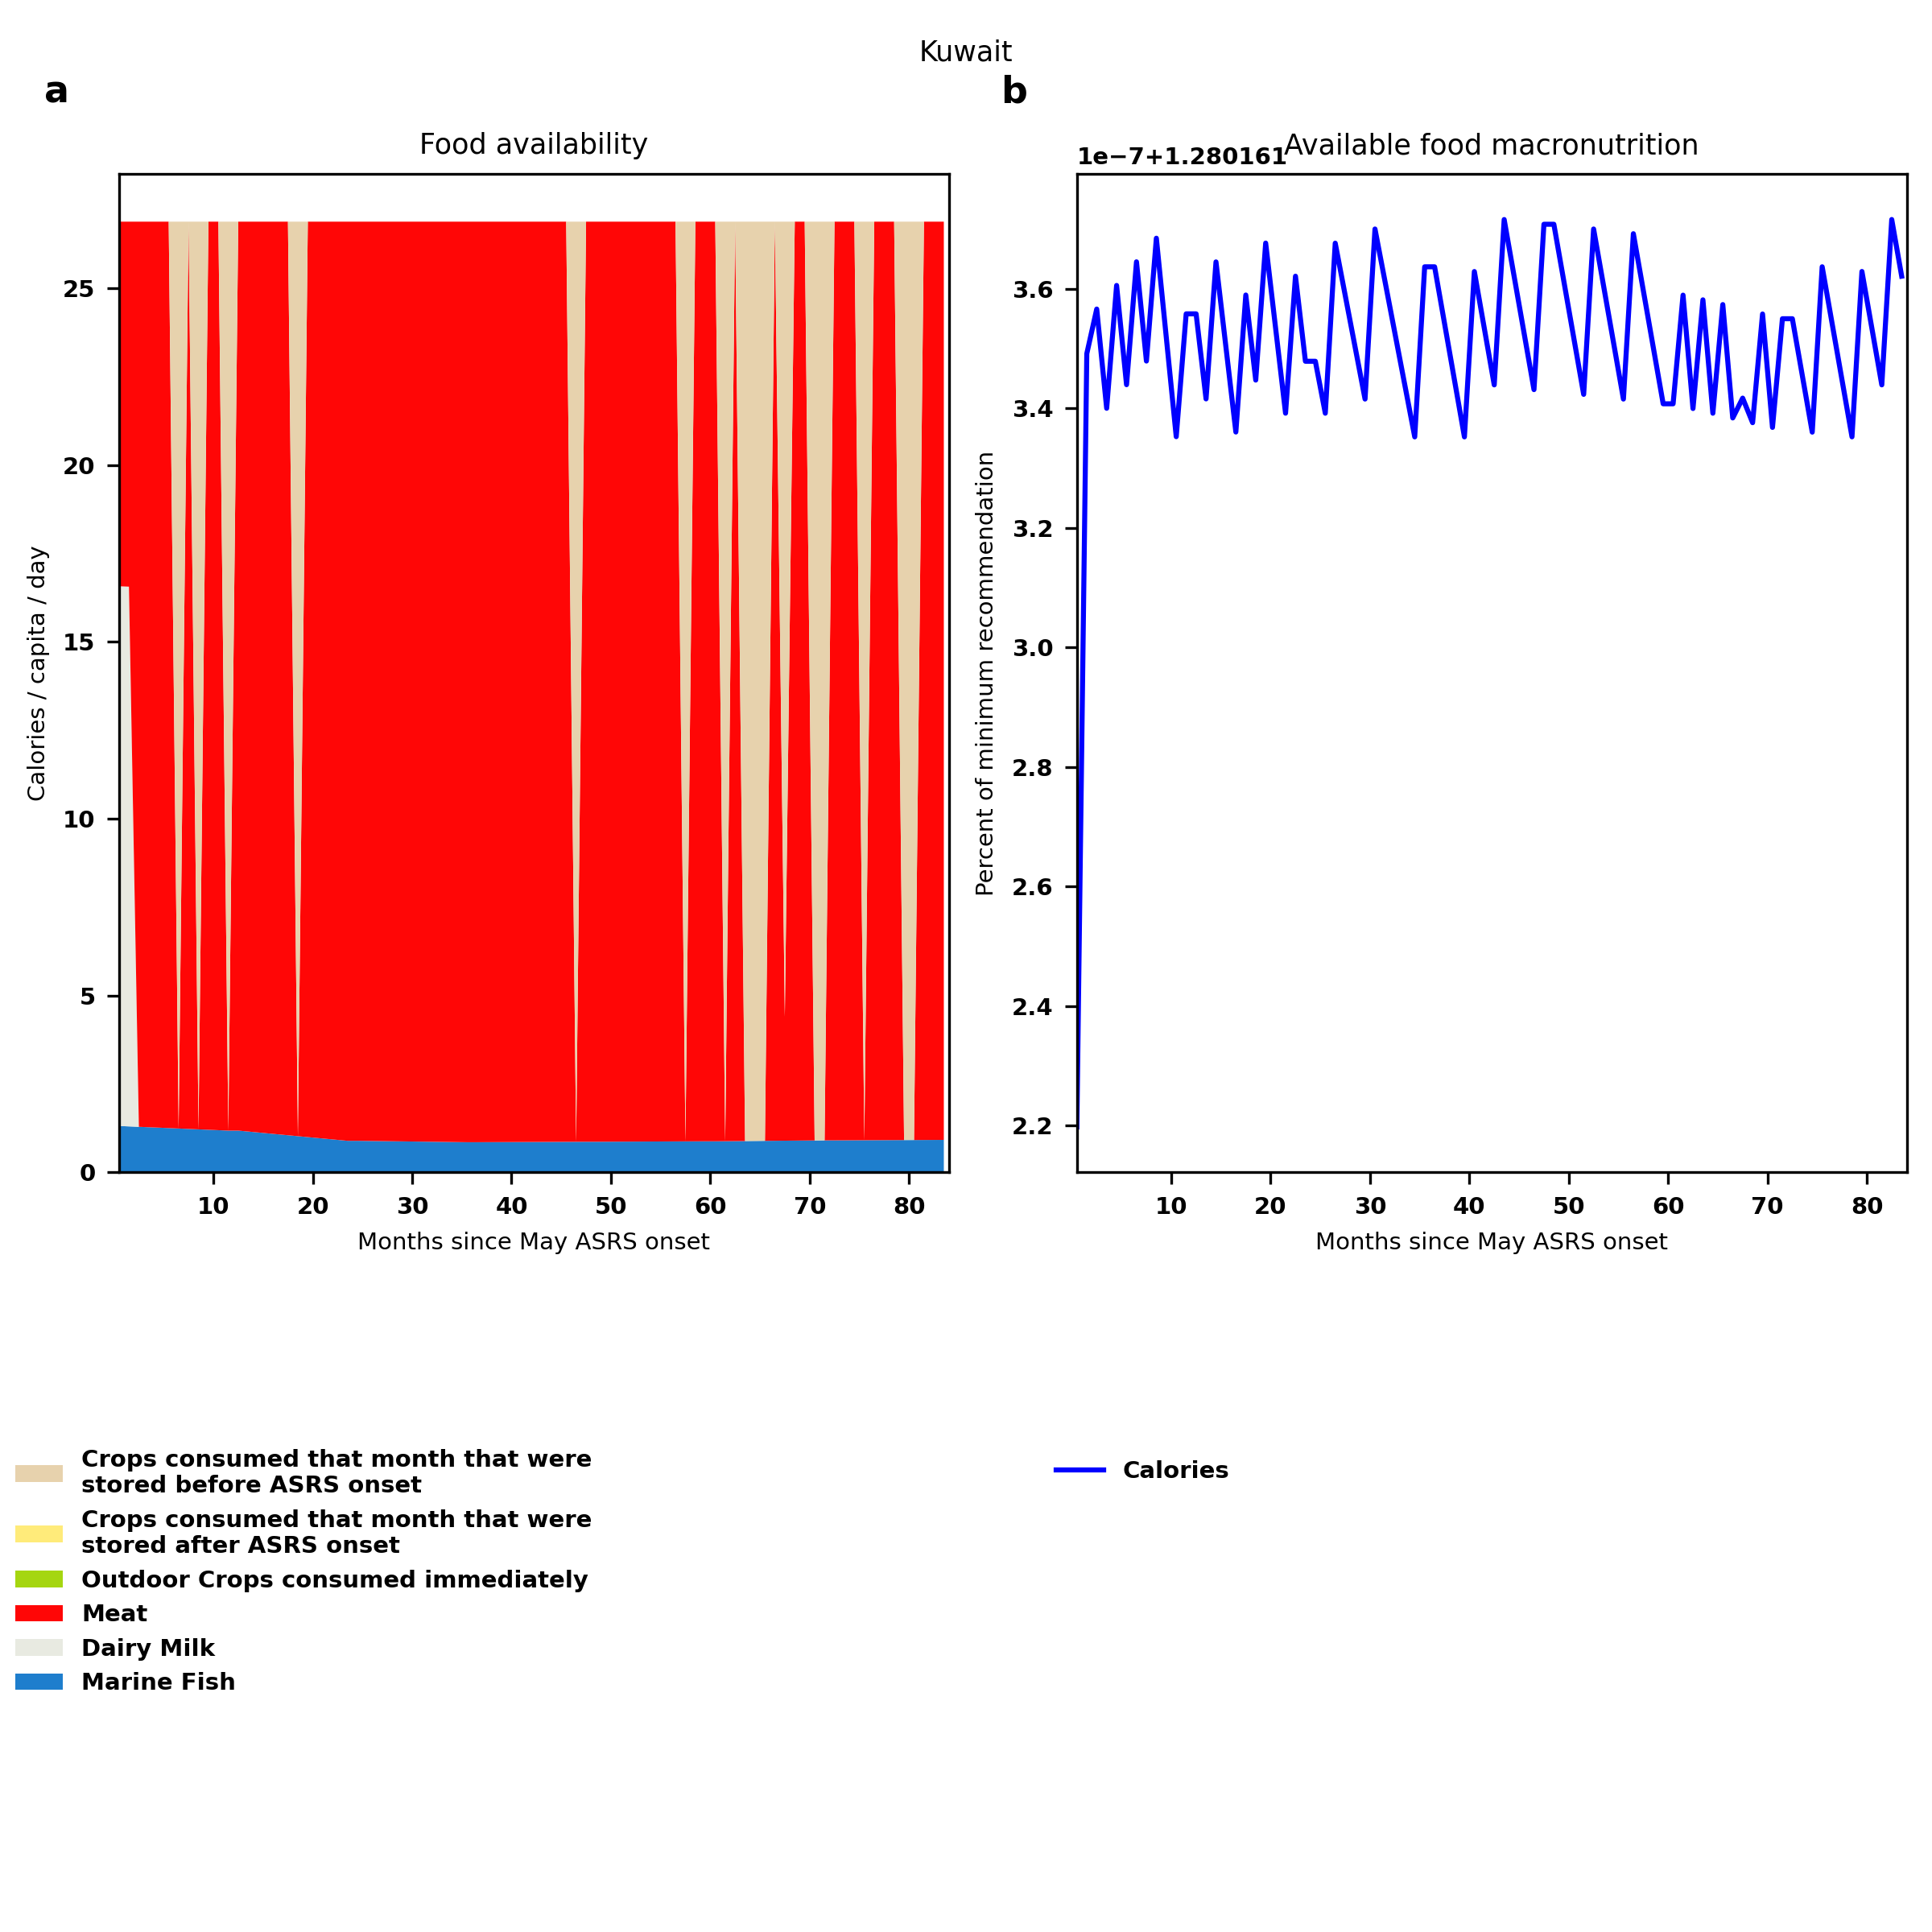 Kuwait
a
b
Food availability
Available food macronutrition
1e−7+1.280161
Calories / capita / day
25
20
15
10
5
0
10 20 30 40 50 60 70 80
Months since May ASRS onset
Percent of minimum recommendation
3.6
3.4
3.2
3.0
2.8
2.6
2.4
2.2
10 20 30 40 50 60 70 80
Months since May ASRS onset
Crops consumed that month that were
stored before ASRS onset
Crops consumed that month that were
stored after ASRS onset
Outdoor Crops consumed immediately
Meat
Dairy Milk
Marine Fish
Calories